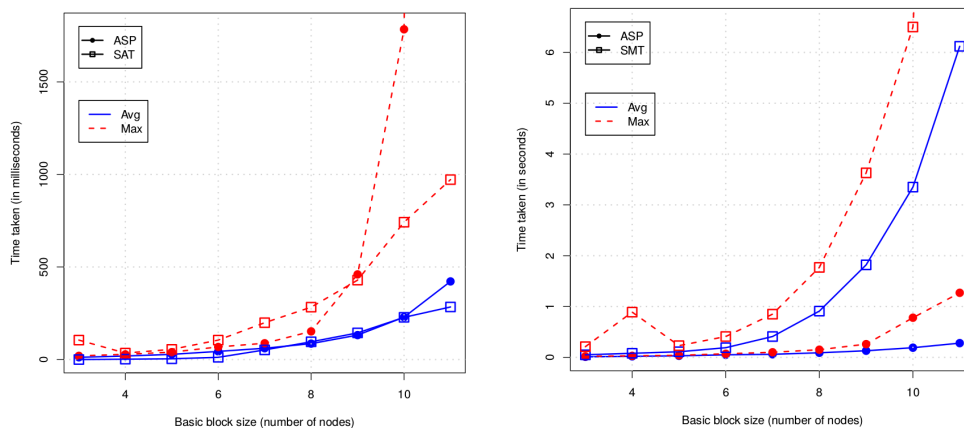 ASP
SAT
Avg
Max
Time taken (in milliseconds)
1500
1000
500
0
4 6 8 10
Basic block size (number of nodes)
ASP
SMT
Avg
Max
Time taken (in seconds)
6
5
4
3
2
1
0
4 6 8 10
Basic block size (number of nodes)